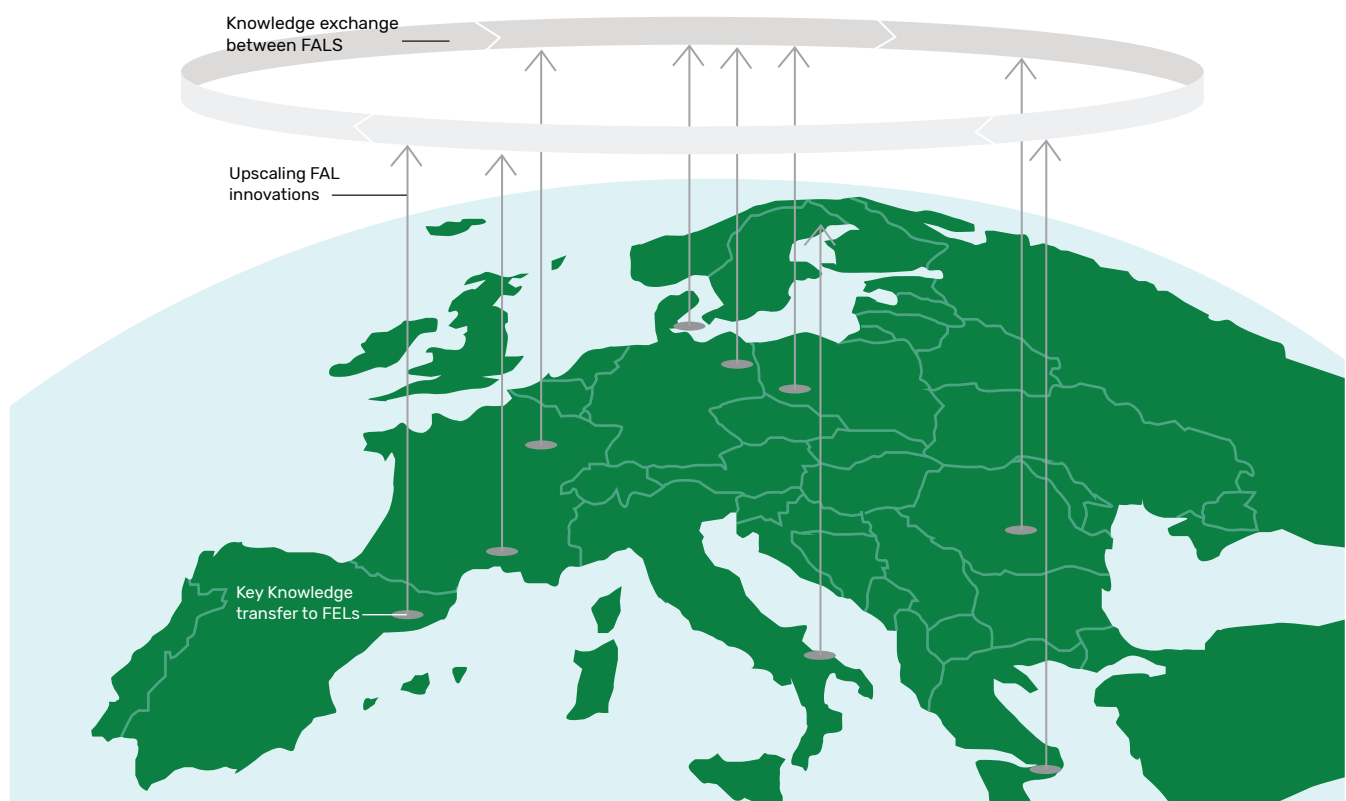 Knowledge exchange
between FALS
Upscaling FAL
innovations
Key Knowledge
transfer to FELs